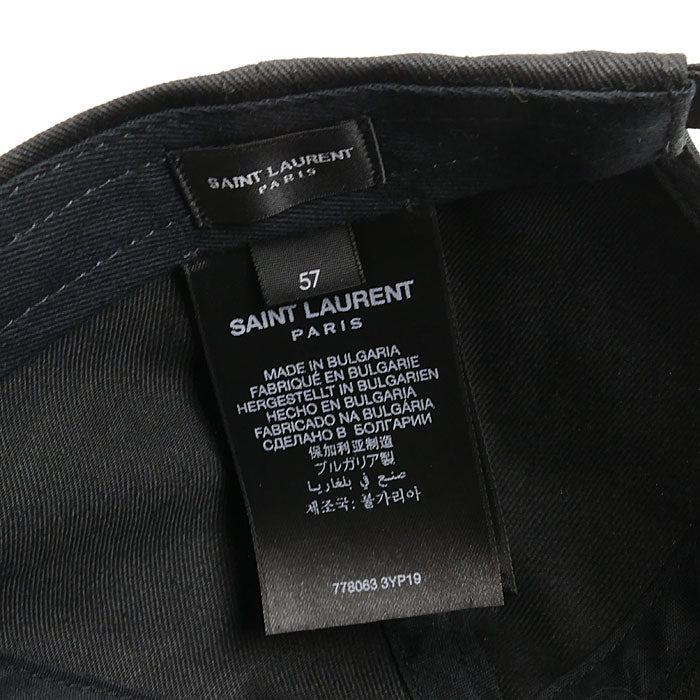 SAINT LAURENT
PARIS
57
SAINT LAURENT
PARIS
MADE IN BULGARIA
FABRIQUÉ EN BULGARIE
HERGESTELLT IN BULGARIEN
HECHO EN BULGARIA
FABRICADO NA BULGÁRIA
СДЕЛАНО В БОЛГАРИИ
保加利亚制造
ブルガリア製
صنع في بلغاريا
제조국: 불가리아
778063 3YP19